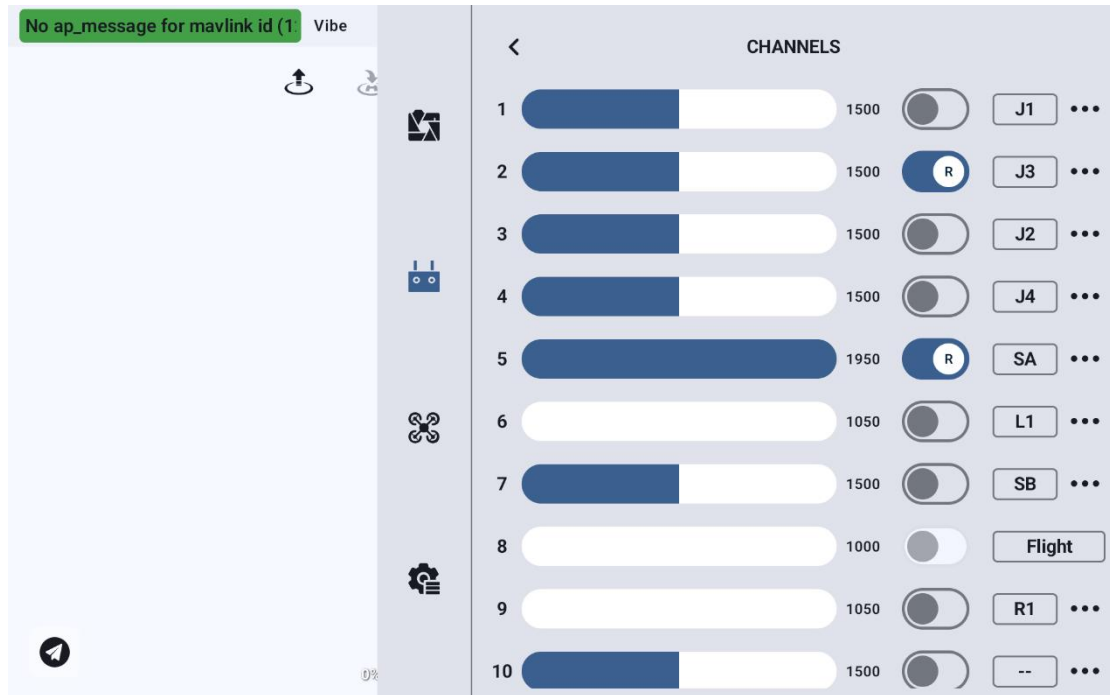 No ap_message for mavlink id (1
Vibe
CHANNELS
1 1500 J1
2 1500 R J3
3 1500 J2
4 1500 J4
5 1950 R SA
6 1050 L1
7 1500 SB
8 1000 Flight
9 1050 R1
0%
10 1500 --